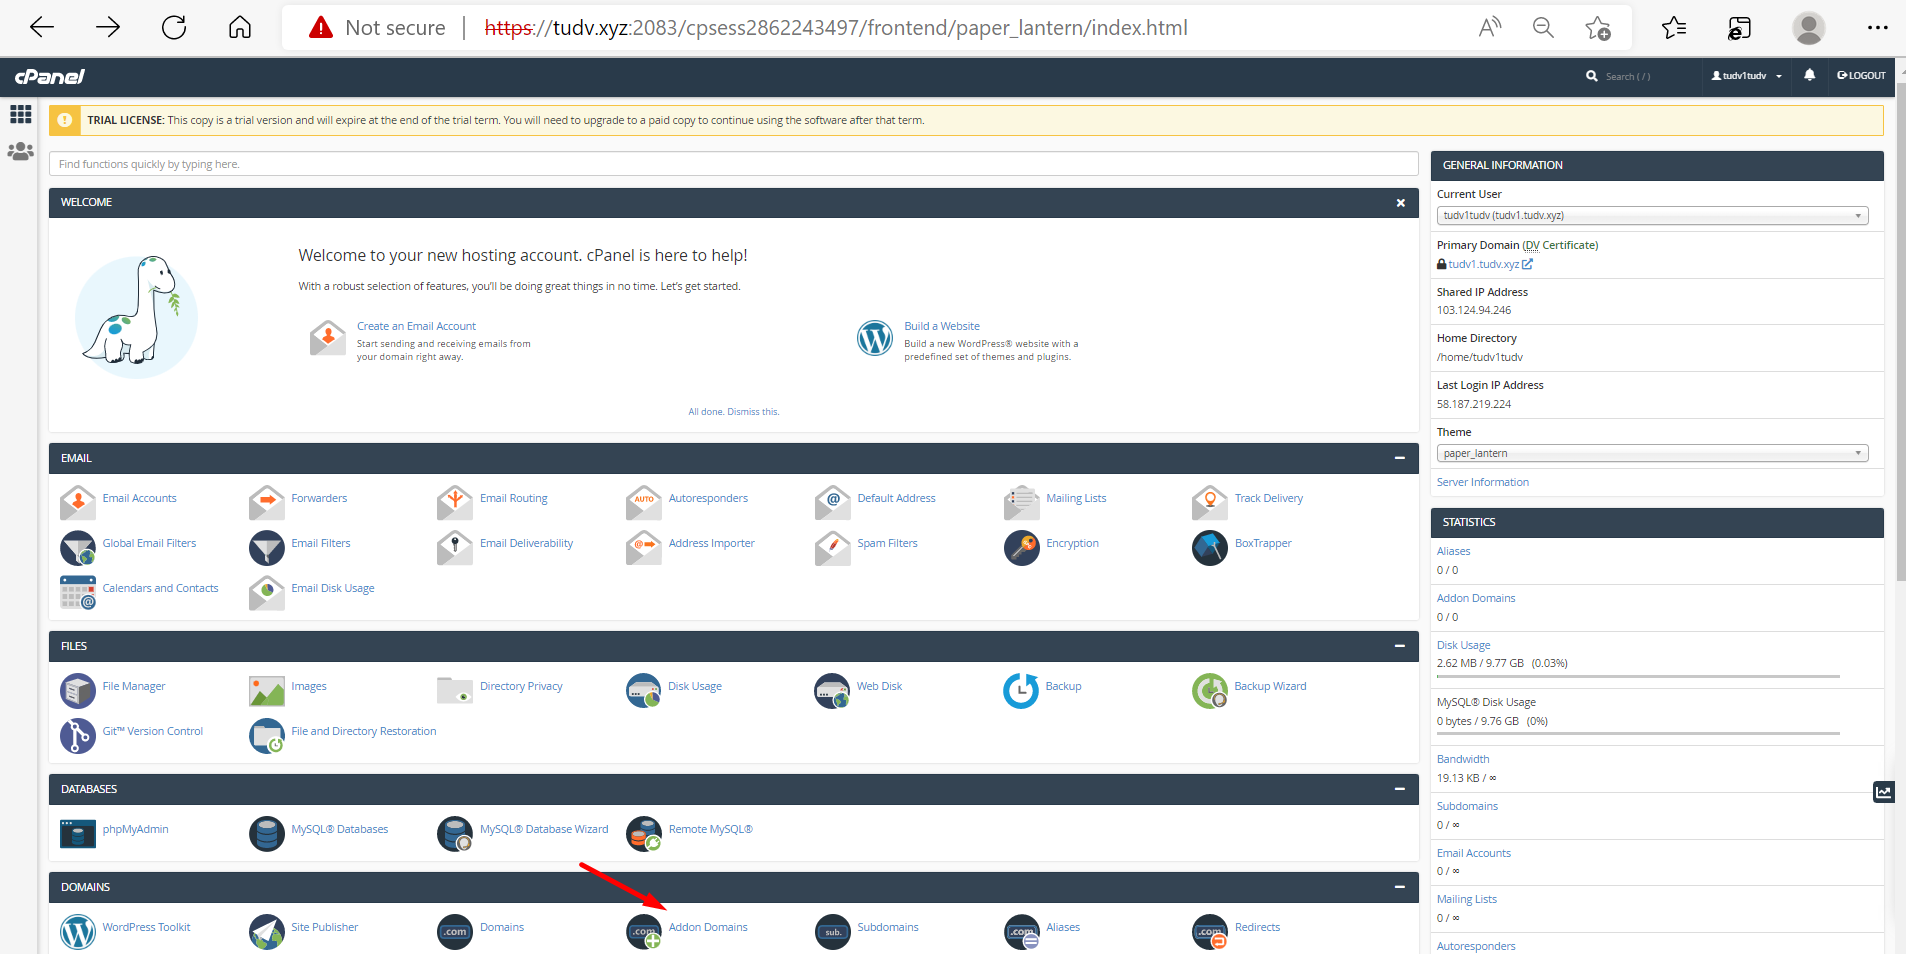 Not secure
https://tudv.xyz:2083/cpsess2862243497/frontend/paper_lantern/index.html
cPanel
Search ( / )
tudv1tudv
LOGOUT
TRIAL LICENSE: This copy is a trial version and will expire at the end of the trial term. You will need to upgrade to a paid copy to continue using the software after that term.
Find functions quickly by typing here.
WELCOME
Welcome to your new hosting account. cPanel is here to help!
With a robust selection of features, you'll be doing great things in no time. Let's get started.
Create an Email Account
Start sending and receiving emails from
your domain right away.
Build a Website
Build a new WordPress® website with a
predefined set of themes and plugins.
All done. Dismiss this.
EMAIL
Email Accounts
Forwarders
Email Routing
AUTO
Autoresponders
@
Default Address
Mailing Lists
Track Delivery
Global Email Filters
Email Filters
Email Deliverability
@
Address Importer
Spam Filters
Encryption
BoxTrapper
@
Calendars and Contacts
Email Disk Usage
FILES
File Manager
Images
Directory Privacy
Disk Usage
Web Disk
Backup
Backup Wizard
Git™ Version Control
File and Directory Restoration
DATABASES
phpMyAdmin
MySQL® Databases
MySQL® Database Wizard
Remote MySQL®
DOMAINS
WordPress Toolkit
Site Publisher
.com
Domains
.com
Addon Domains
sub.
Subdomains
.com
Aliases
.com
Redirects
GENERAL INFORMATION
Current User
tudv1tudv (tudv1.tudv.xyz)
Primary Domain (DV Certificate)
tudv1.tudv.xyz
Shared IP Address
103.124.94.246
Home Directory
/home/tudv1tudv
Last Login IP Address
58.187.219.224
Theme
paper_lantern
Server Information
STATISTICS
Aliases
0 / 0
Addon Domains
0 / 0
Disk Usage
2.62 MB / 9.77 GB (0.03%)
MySQL® Disk Usage
0 bytes / 9.76 GB (0%)
Bandwidth
19.13 KB / ∞
Subdomains
0 / ∞
Email Accounts
0 / ∞
Mailing Lists
0 / ∞
Autoresponders